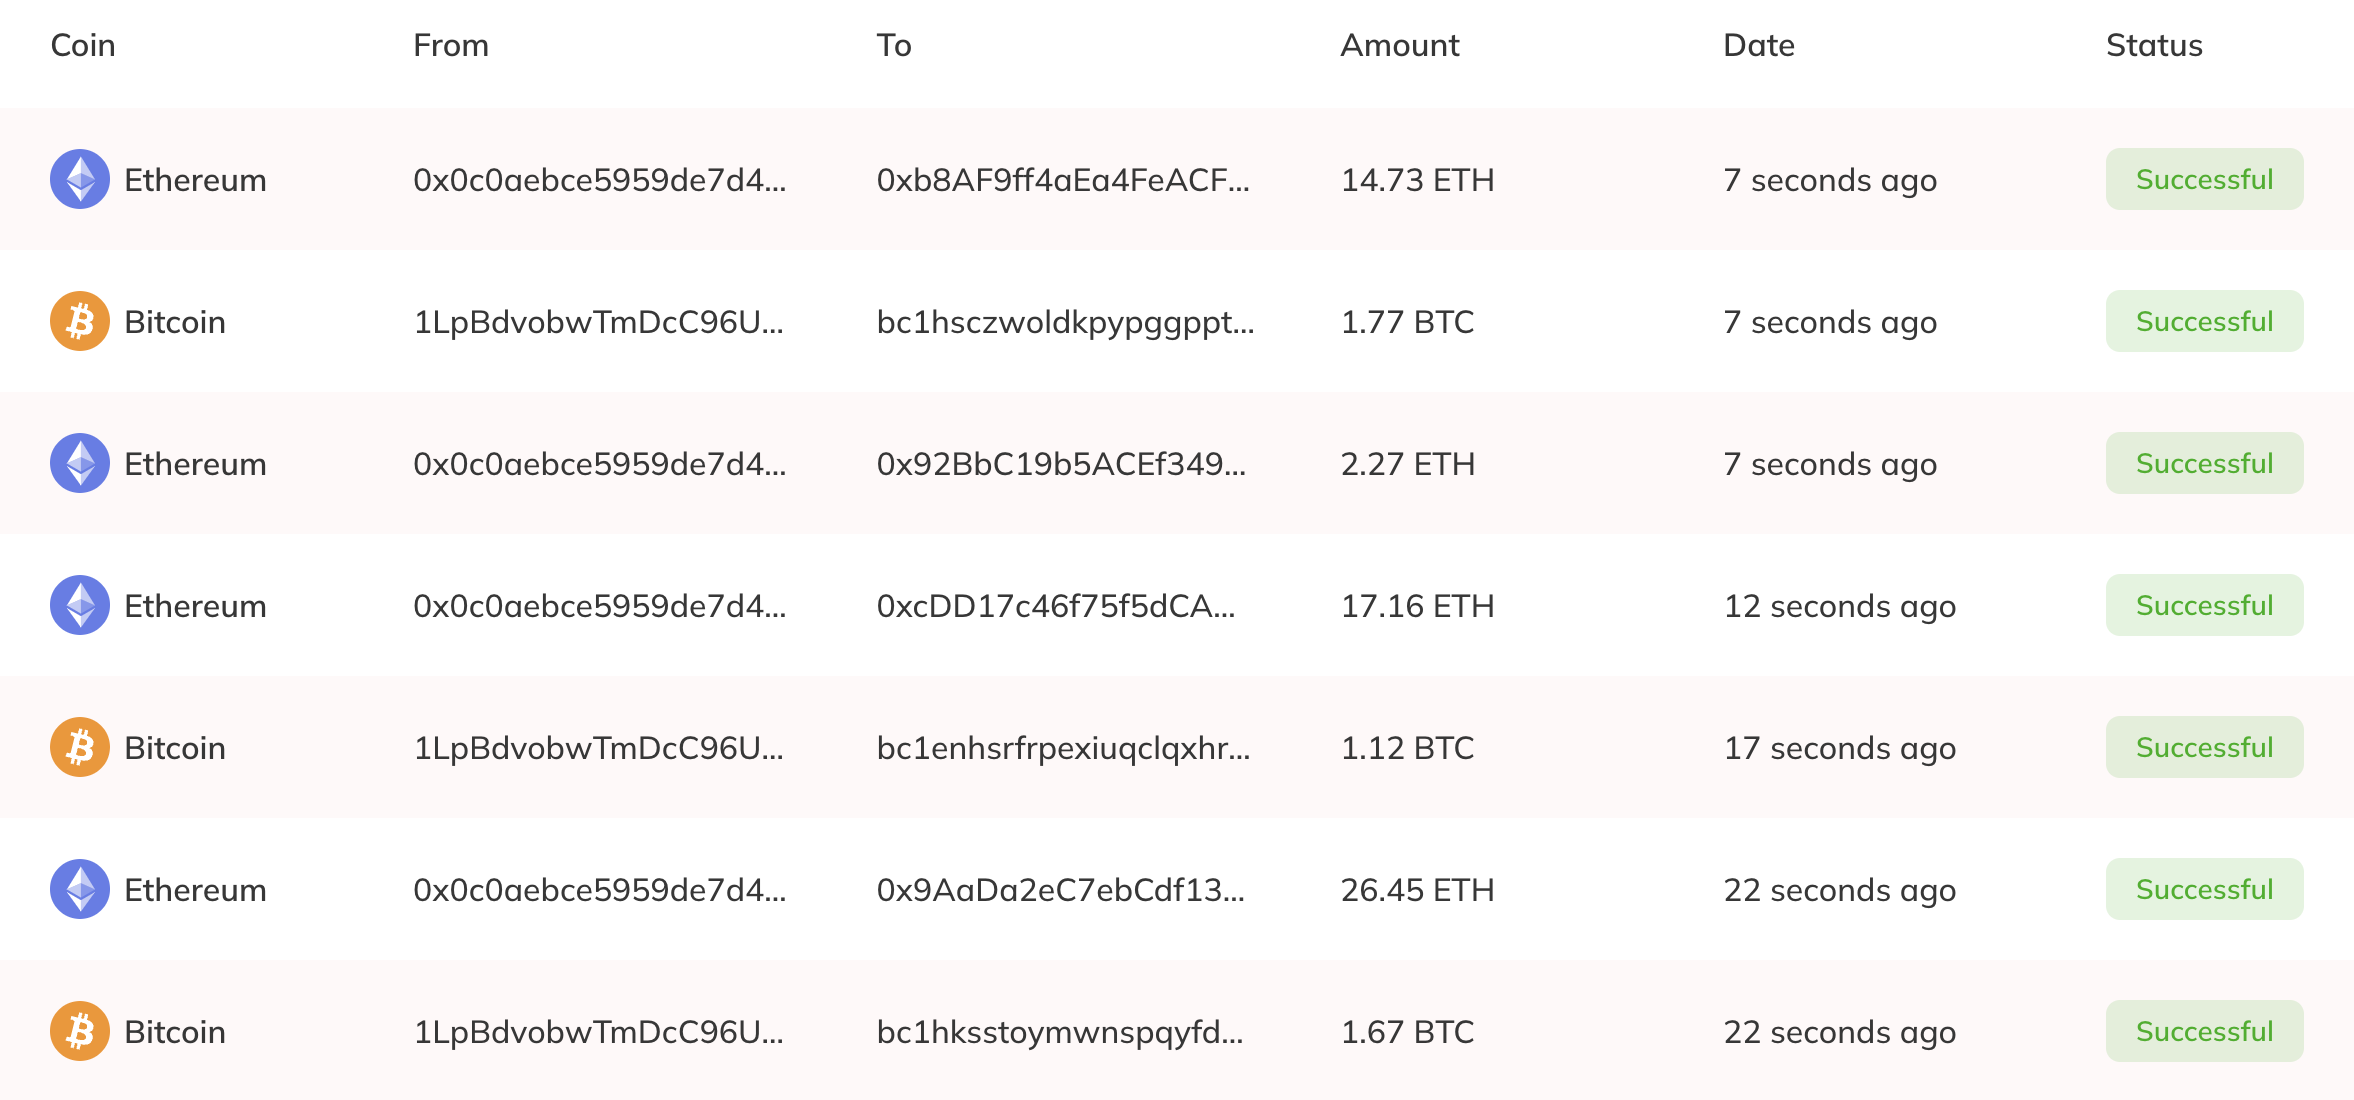 Coin From To Amount Date Status
Ethereum 0x0c0aebce5959de7d4... 0xb8AF9ff4aEa4FeACF... 14.73 ETH 7 seconds ago Successful
Bitcoin 1LpBdvobwTmDcC96U... bc1hsczwoldkpypggppt... 1.77 BTC 7 seconds ago Successful
Ethereum 0x0c0aebce5959de7d4... 0x92BbC19b5ACEf349... 2.27 ETH 7 seconds ago Successful
Ethereum 0x0c0aebce5959de7d4... 0xcDD17c46f75f5dCA... 17.16 ETH 12 seconds ago Successful
Bitcoin 1LpBdvobwTmDcC96U... bc1enhsrfrpexiuqclqxhr... 1.12 BTC 17 seconds ago Successful
Ethereum 0x0c0aebce5959de7d4... 0x9AaDa2eC7ebCdf13... 26.45 ETH 22 seconds ago Successful
Bitcoin 1LpBdvobwTmDcC96U... bc1hksstoymwnspqyfd... 1.67 BTC 22 seconds ago Successful